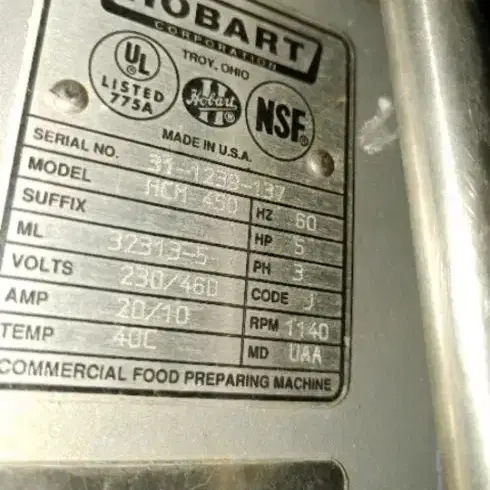 HOBART
CORPORATION
TROY, OHIO
UL
LISTED
775A
Hobart
NSF
MADE IN U.S.A.
SERIAL NO. 31-1239-137
MODEL HCM-450 HZ 60
SUFFIX HP 5
ML 32313-5 PH 3
VOLTS 230/460 CODE J
AMP 20/10 RPM 1140
TEMP 40C MD UAA
COMMERCIAL FOOD PREPARING MACHINE